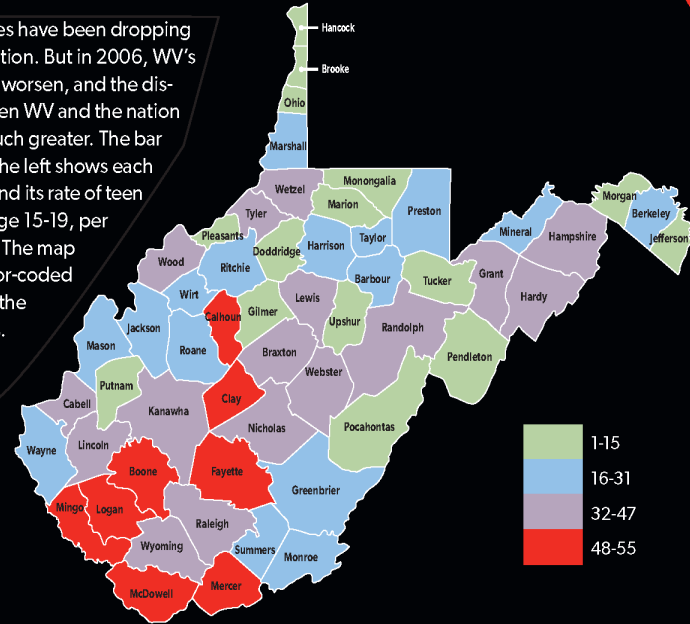 es have been dropping
tion. But in 2006, WV's
worsen, and the dis-
en WV and the nation
uch greater. The bar
he left shows each
nd its rate of teen
ge 15-19, per
The map
or-coded
the
.
Hancock
Brooke
Ohio
Marshall
Wetzel
Monongalia
Marion
Preston
Tyler
Pleasants
Doddridge
Harrison
Taylor
Wood
Ritchie
Barbour
Mineral
Hampshire
Morgan
Berkeley
Jefferson
Wirt
Calhoun
Gilmer
Lewis
Upshur
Tucker
Grant
Hardy
Mason
Jackson
Roane
Braxton
Randolph
Pendleton
Putnam
Clay
Webster
Cabell
Kanawha
Nicholas
Pocahontas
Wayne
Lincoln
Boone
Fayette
Greenbrier
Mingo
Logan
Raleigh
Wyoming
Summers
Monroe
McDowell
Mercer
1-15
16-31
32-47
48-55